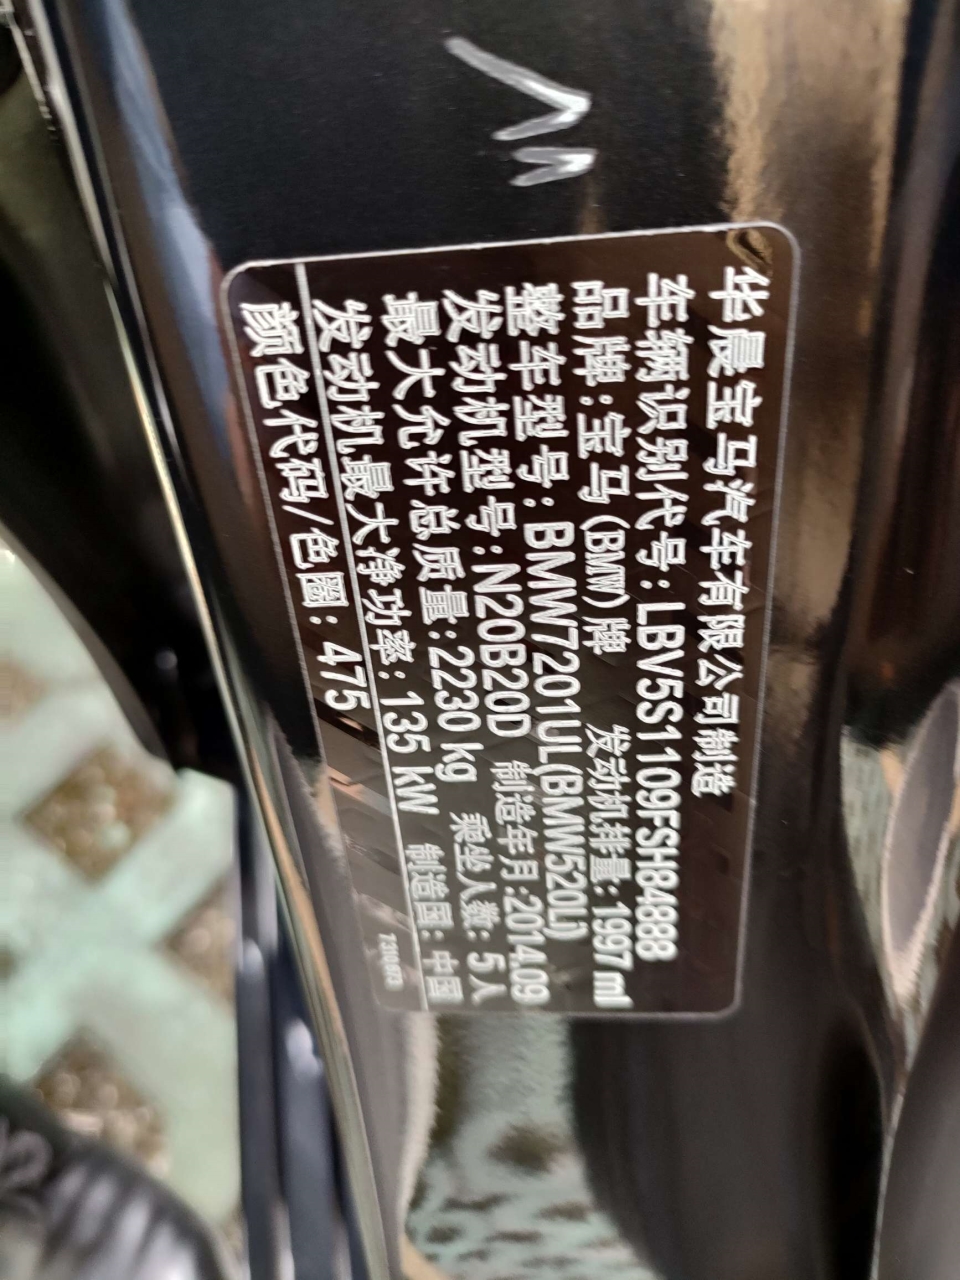 华晨宝马汽车有限公司制造
车辆识别代号：LBV5S1109FSH84888
品牌：宝马(BMW)牌 发动机排量：1997ml
整车型号：BMW7201UL(BMW520Li)
发动机型号：N20B20D 制造年月：2014.09
最大允许总质量：2230 kg 乘坐人数：5人
发动机最大净功率：135 kW 制造国：中国
颜色代码/色圈：475